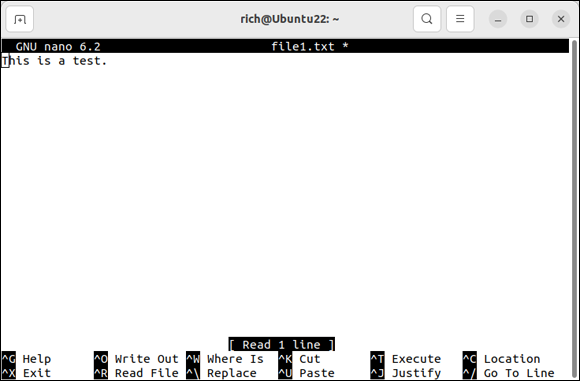 rich@Ubuntu22: ~
GNU nano 6.2 file1.txt *
This is a test.
[ Read 1 line ]
^G Help ^O Write Out ^W Where Is ^K Cut ^T Execute ^C Location
^X Exit ^R Read File ^\ Replace ^U Paste ^J Justify ^/ Go To Line